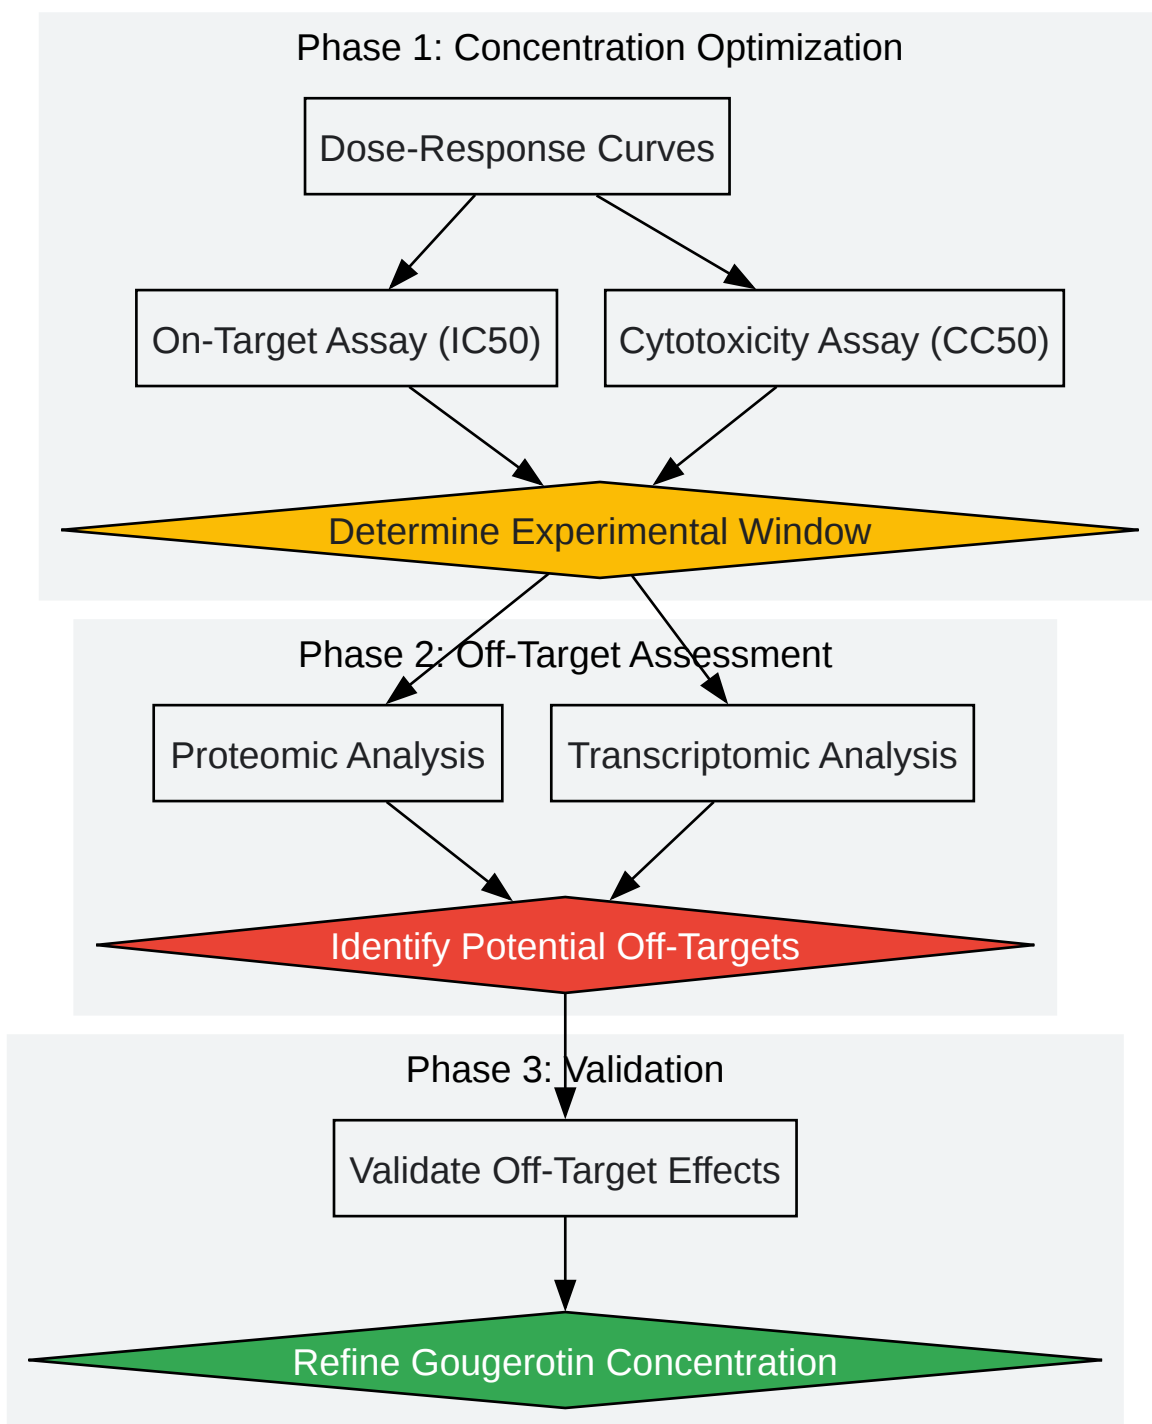 Phase 1: Concentration Optimization
Dose-Response Curves
On-Target Assay (IC50)
Cytotoxicity Assay (CC50)
Determine Experimental Window
Phase 2: Off-Target Assessment
Proteomic Analysis
Transcriptomic Analysis
Identify Potential Off-Targets
Phase 3: Validation
Validate Off-Target Effects
Refine Gougerotin Concentration